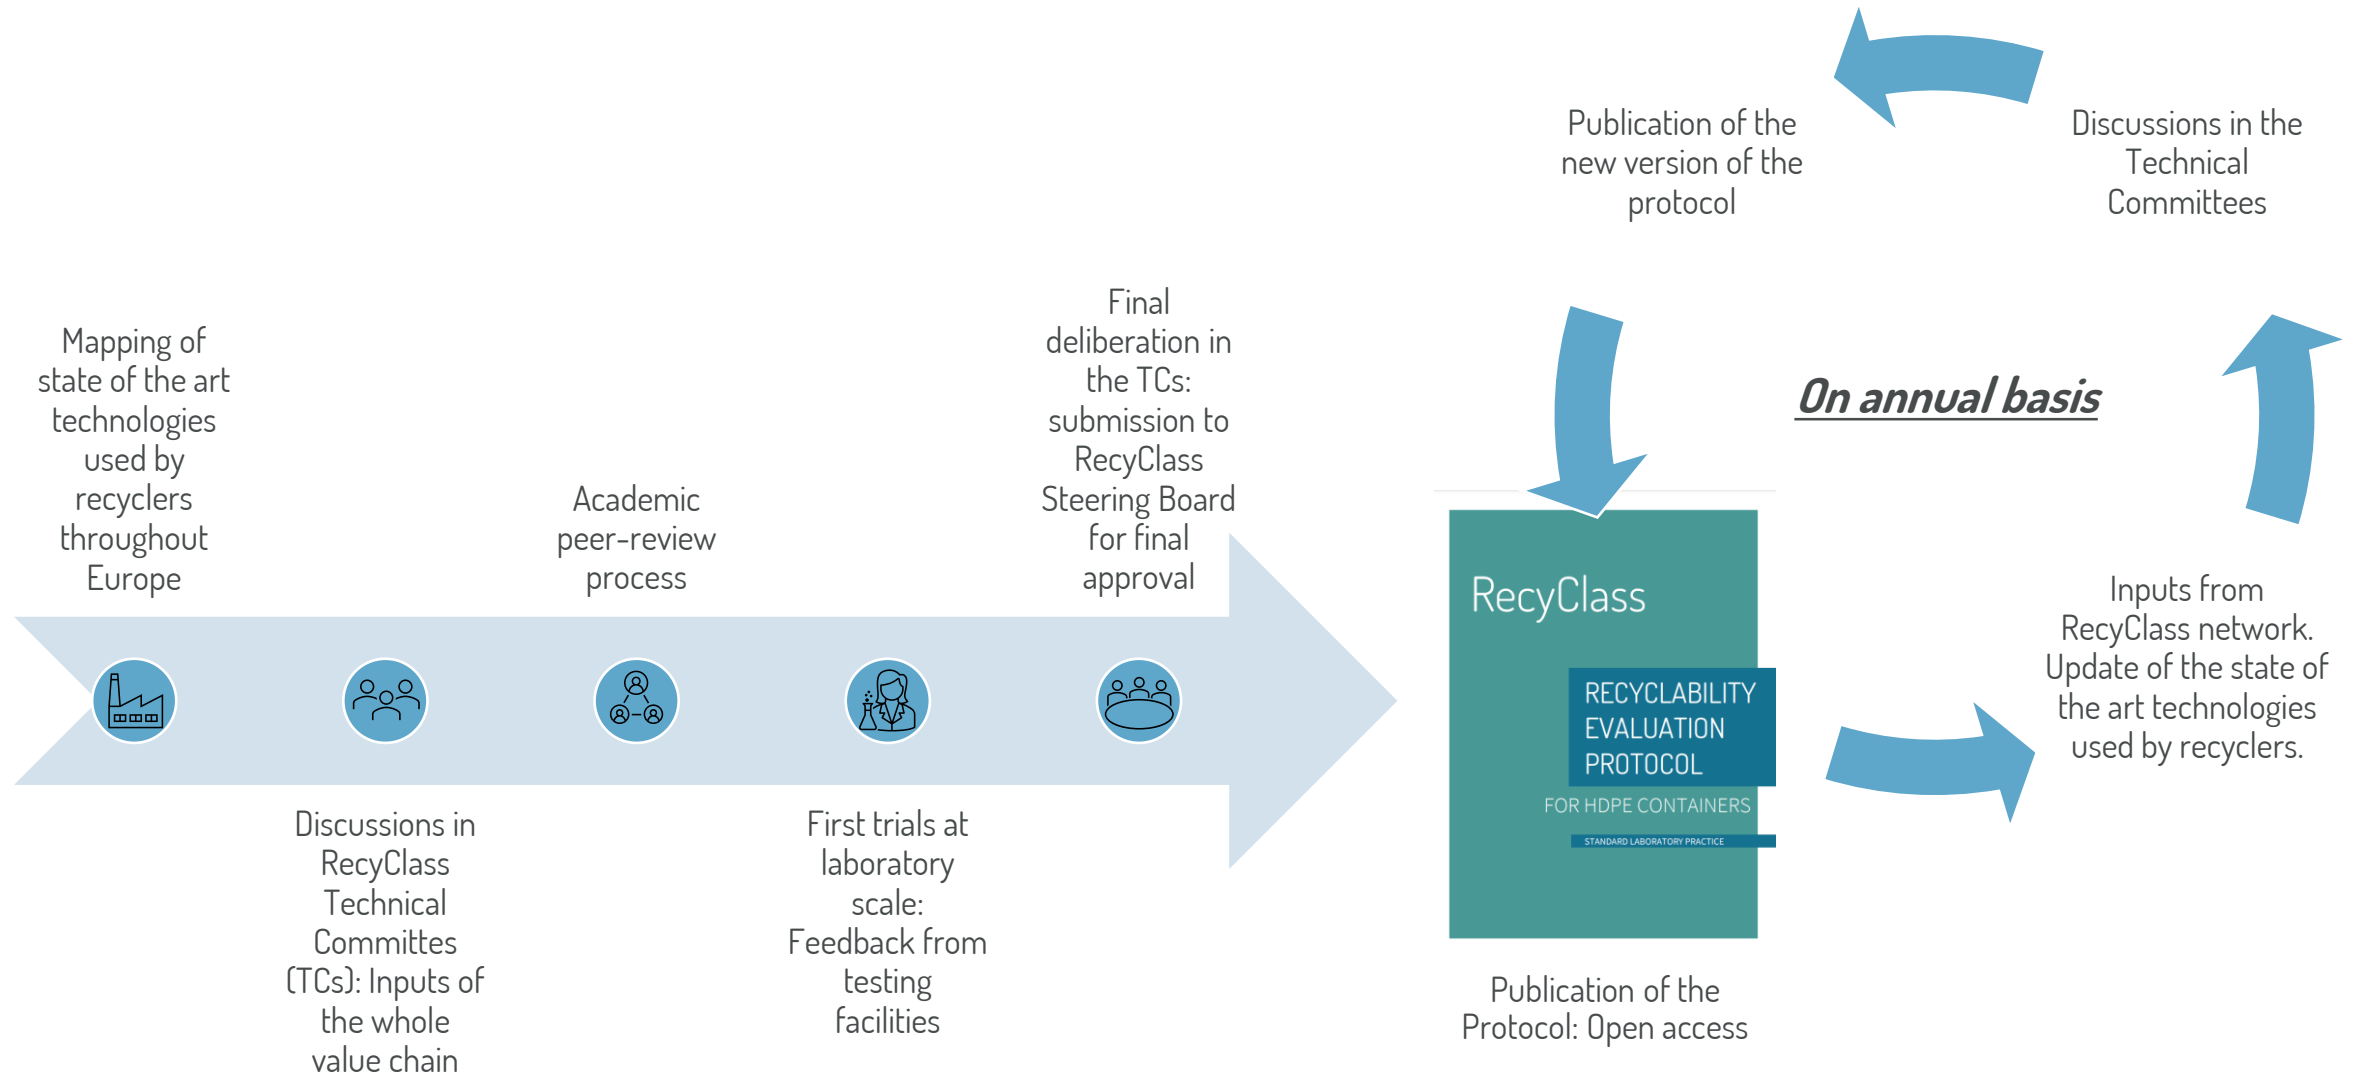 Mapping of
state of the art
technologies
used by
recyclers
throughout
Europe
Discussions in
RecyClass
Technical
Committes
(TCs): Inputs of
the whole
value chain
Academic
peer-review
process
First trials at
laboratory
scale:
Feedback from
testing
facilities
Final
deliberation in
the TCs:
submission to
RecyClass
Steering Board
for final
approval
RecyClass
RECYCLABILITY
EVALUATION
PROTOCOL
FOR HDPE CONTAINERS
STANDARD LABORATORY PRACTICE
Publication of the
Protocol: Open access
On annual basis
Inputs from
RecyClass network.
Update of the state of
the art technologies
used by recyclers.
Discussions in the
Technical
Committees
Publication of the
new version of the
protocol